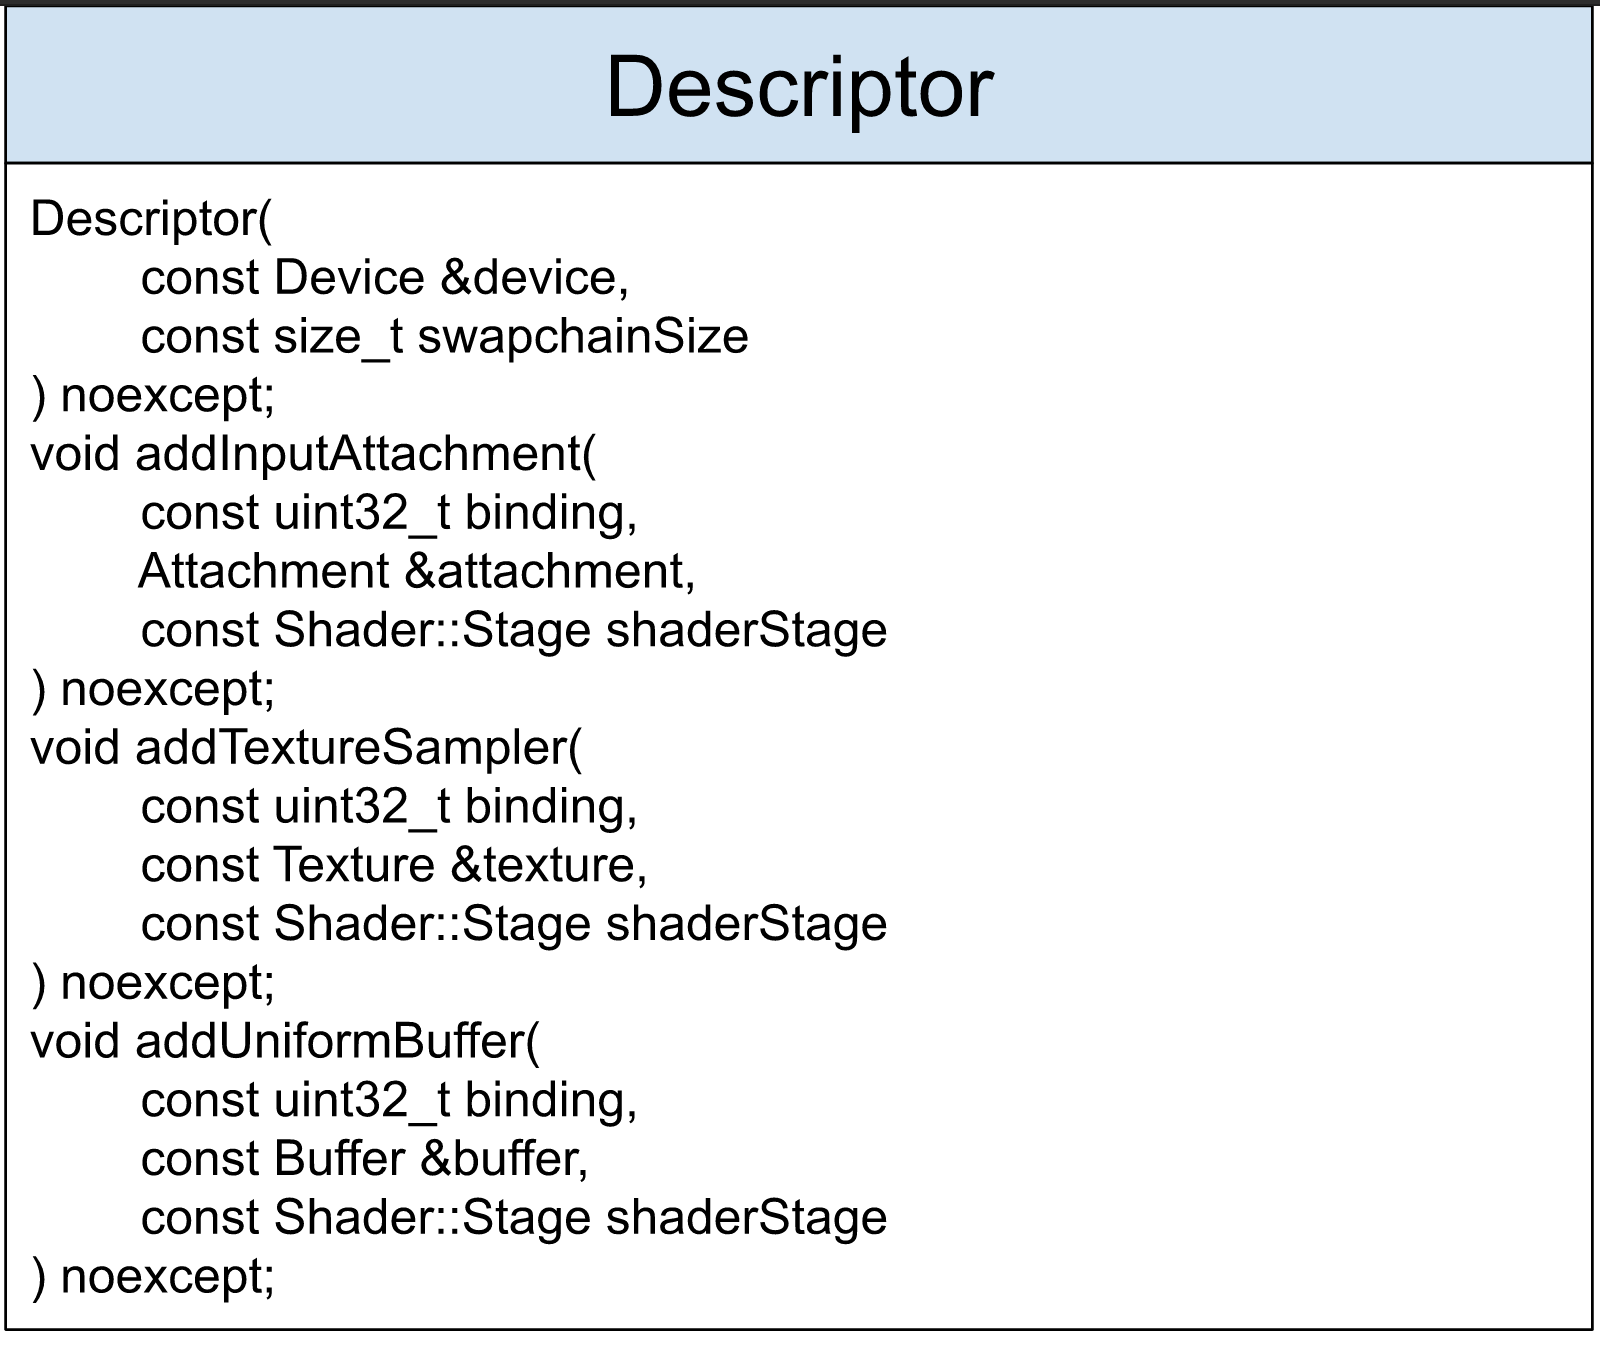 Descriptor
Descriptor(
const Device &device,
const size_t swapchainSize
) noexcept;
void addInputAttachment(
const uint32_t binding,
Attachment &attachment,
const Shader::Stage shaderStage
) noexcept;
void addTextureSampler(
const uint32_t binding,
const Texture &texture,
const Shader::Stage shaderStage
) noexcept;
void addUniformBuffer(
const uint32_t binding,
const Buffer &buffer,
const Shader::Stage shaderStage
) noexcept;